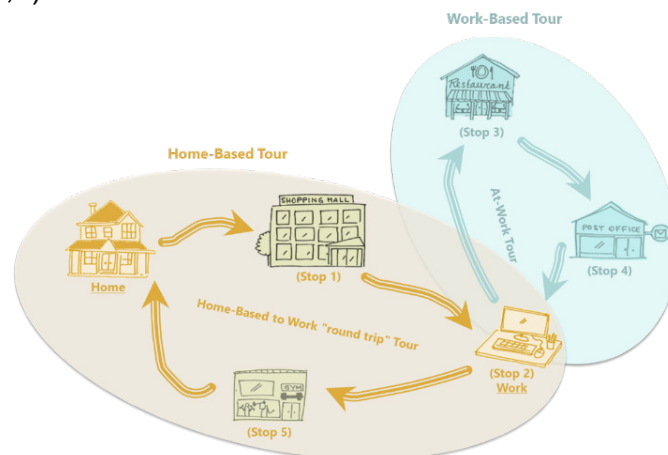 Work-Based Tour
Restaurant
(Stop 3)
Home-Based Tour
SHOPPING MALL
At-Work Tour
POST OFFICE
(Stop 4)
Home
(Stop 1)
Home-Based to Work "round trip" Tour
GYM
(Stop 2)
Work
(Stop 5)